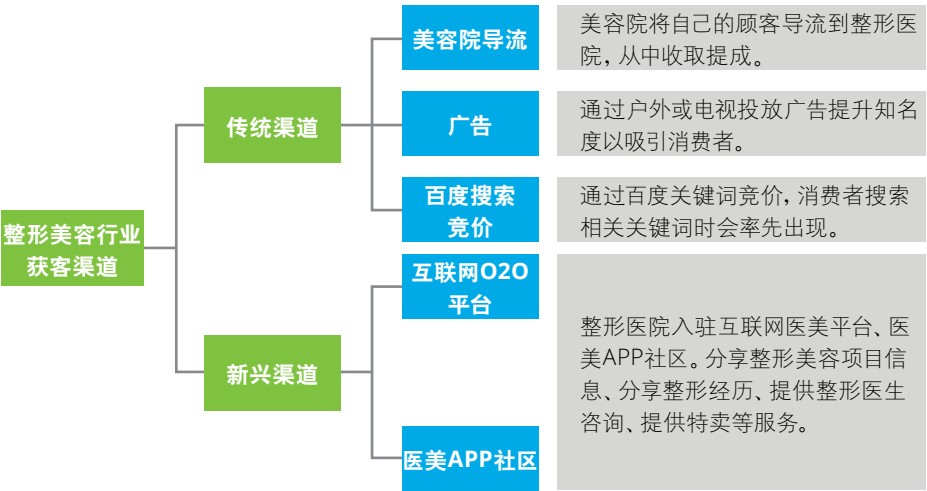 整形美容行业
获客渠道
传统渠道
美容院导流
美容院将自己的顾客导流到整形医
院，从中收取提成。
广告
通过户外或电视投放广告提升知名
度以吸引消费者。
百度搜索
竞价
通过百度关键词竞价，消费者搜索
相关关键词时会率先出现。
新兴渠道
互联网O2O
平台
医美APP社区
整形医院入驻互联网医美平台、医
美APP社区。分享整形美容项目信
息、分享整形经历、提供整形医生
咨询、提供特卖等服务。